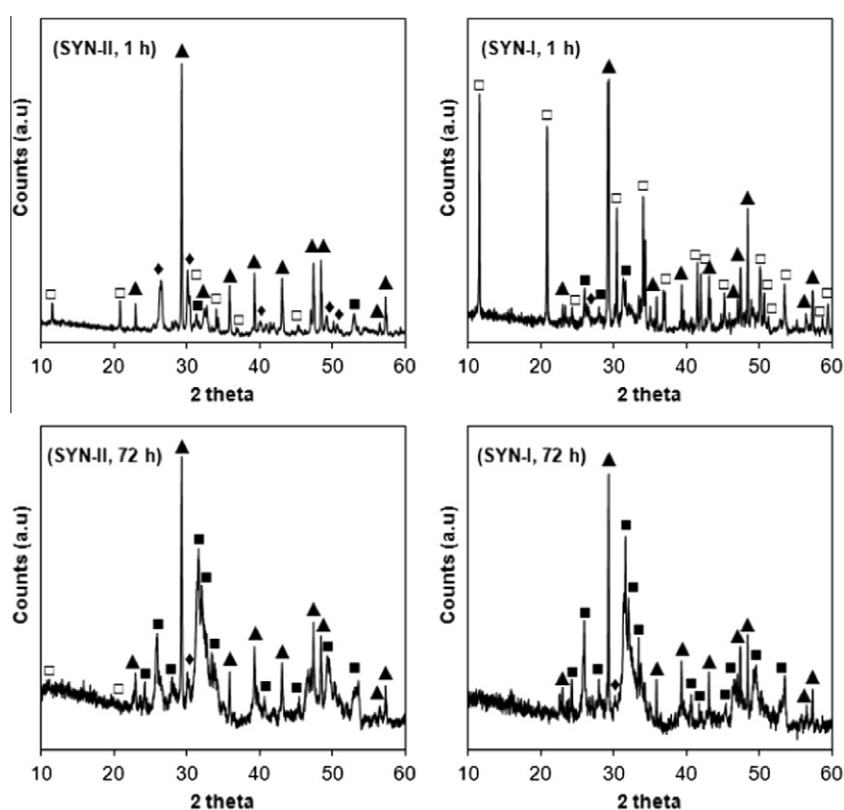 (SYN-II, 1 h)
Counts (a.u)
10 20 30 40 50 60
2 theta
(SYN-I, 1 h)
Counts (a.u)
10 20 30 40 50 60
2 theta
(SYN-II, 72 h)
Counts (a.u)
10 20 30 40 50 60
2 theta
(SYN-I, 72 h)
Counts (a.u)
10 20 30 40 50 60
2 theta